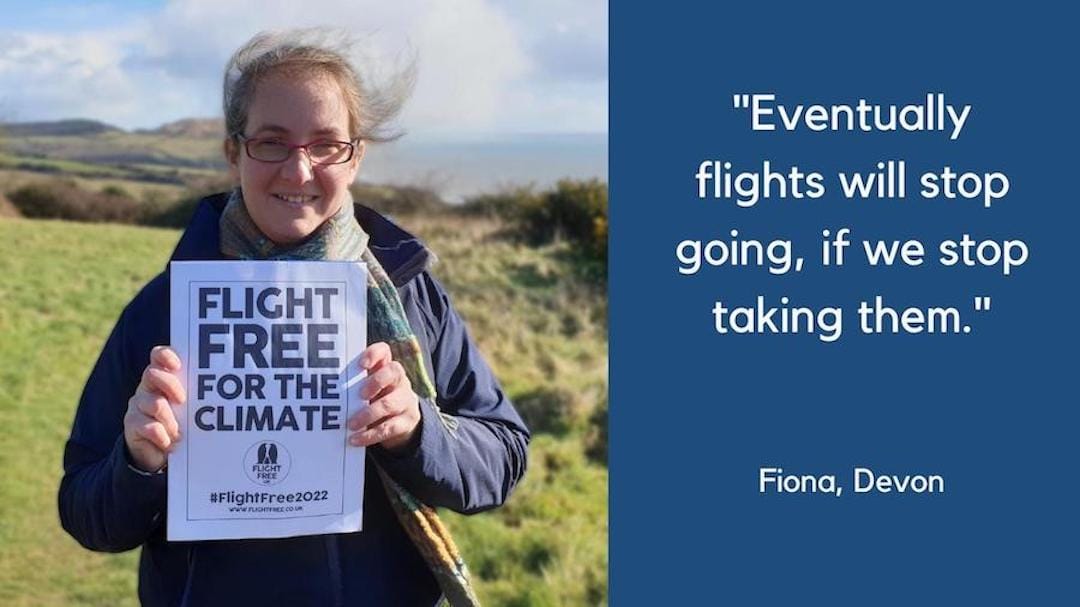 FLIGHT
FREE
FOR THE
CLIMATE
FLIGHT
FREE
UK
#FlightFree2022
WWW.FLIGHTFREE.CO.UK
"Eventually
flights will stop
going, if we stop
taking them."
Fiona, Devon